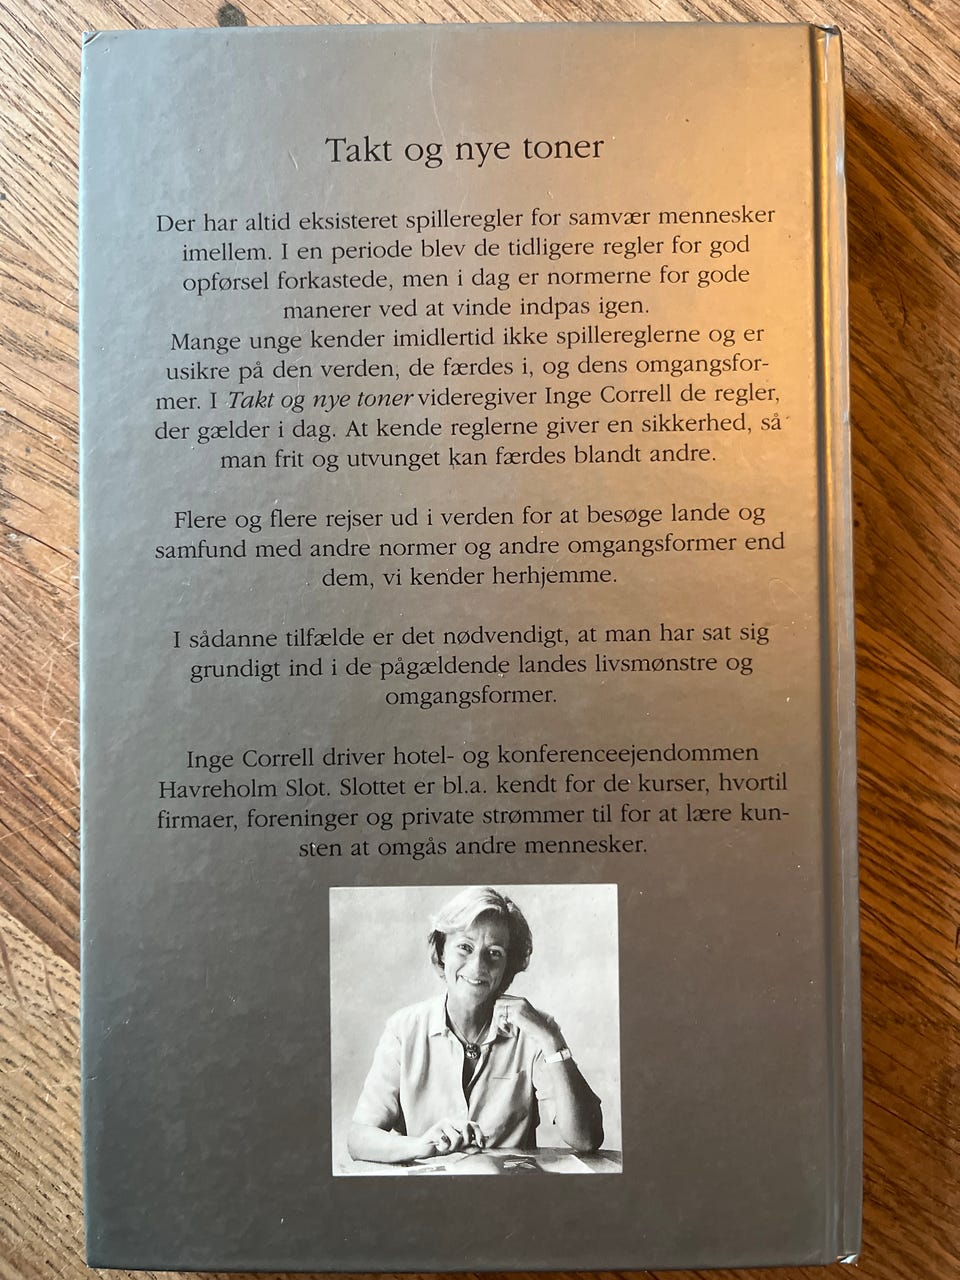 Takt og nye toner
Der har altid eksisteret spilleregler for samvær mennesker
imellem. I en periode blev de tidligere regler for god
opførsel forkastede, men i dag er normerne for gode
manerer ved at vinde indpas igen.
Mange unge kender imidlertid ikke spillereglerne og er
usikre på den verden, de færdes i, og dens omgangsfor-
mer. I Takt og nye toner videregiver Inge Correll de regler,
der gælder i dag. At kende reglerne giver en sikkerhed, så
man frit og utvunget kan færdes blandt andre.
Flere og flere rejser ud i verden for at besøge lande og
samfund med andre normer og andre omgangsformer end
dem, vi kender herhjemme.
I sådanne tilfælde er det nødvendigt, at man har sat sig
grundigt ind i de pågældende landes livsmønstre og
omgangsformer.
Inge Correll driver hotel- og konferenceejendommen
Havreholm Slot. Slottet er bl.a. kendt for de kurser, hvortil
firmaer, foreninger og private strømmer til for at lære kun-
sten at omgås andre mennesker.